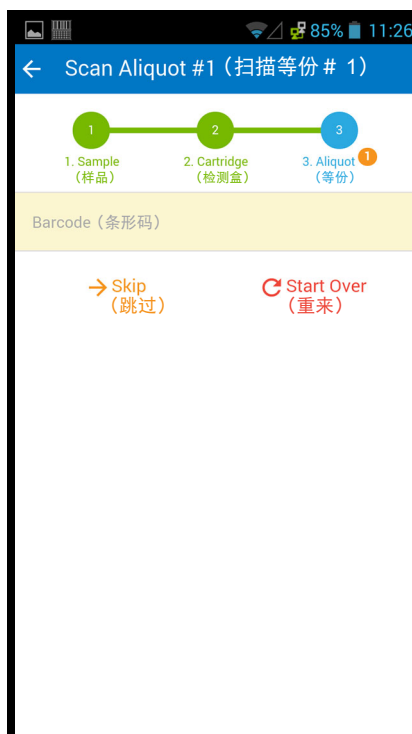 85% 11:26
Scan Aliquot #1（扫描等份# 1）
1 2 3
1. Sample 2. Cartridge 3. Aliquot 1
（样品） （检测盒） （等份）
Barcode（条形码）
Skip Start Over
（跳过） （重来）